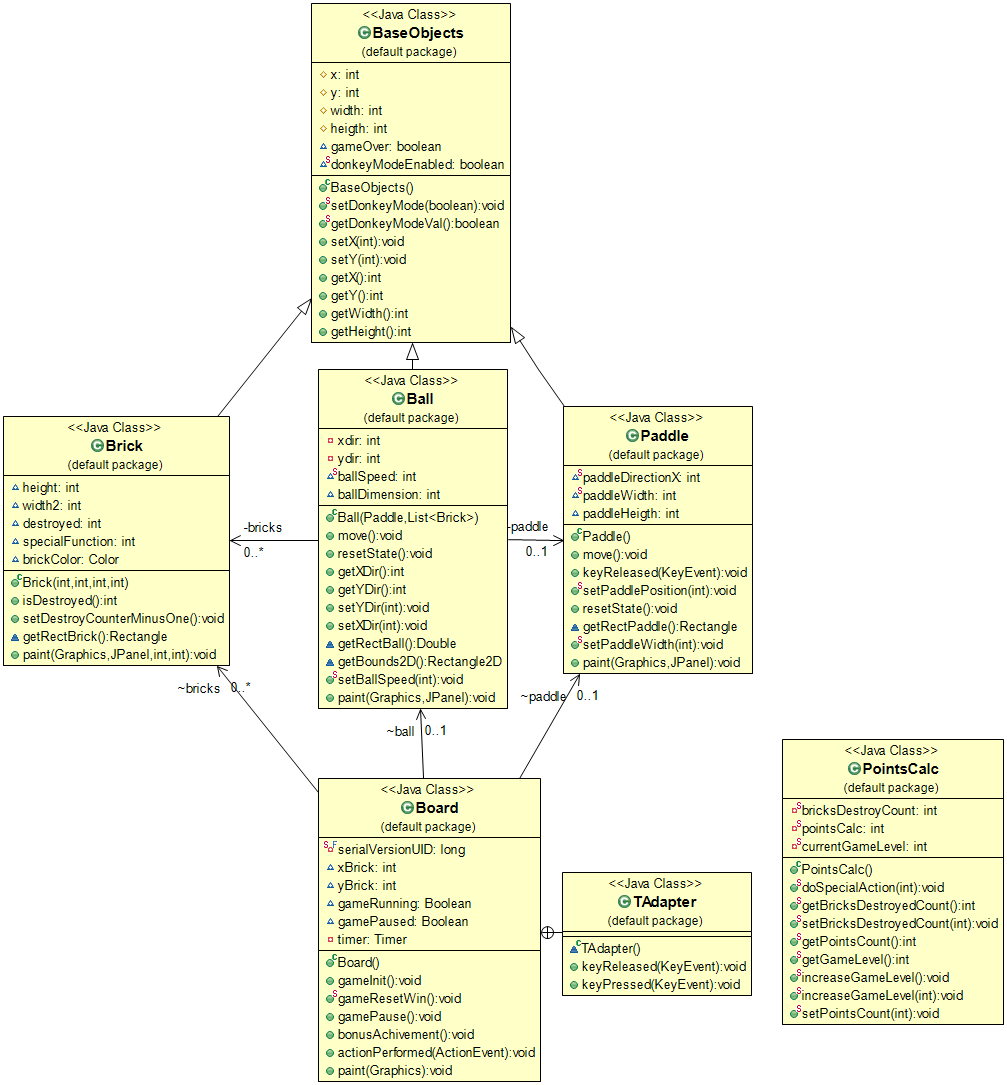 <<Java Class>>
BaseObjects
(default package)
x: int
y: int
width: int
heigth: int
gameOver: boolean
donkeyModeEnabled: boolean
BaseObjects()
setDonkeyMode(boolean):void
getDonkeyModeVal():boolean
setX(int):void
setY(int):void
getX():int
getY():int
getWidth():int
getHeight():int
<<Java Class>>
Brick
(default package)
height: int
width2: int
destroyed: int
specialFunction: int
brickColor: Color
Brick(int,int,int,int)
isDestroyed():int
setDestroyCounterMinusOne():void
getRectBrick():Rectangle
paint(Graphics,JPanel,int,int):void
-bricks
0..*
<<Java Class>>
Ball
(default package)
xdir: int
ydir: int
ballSpeed: int
ballDimension: int
Ball(Paddle,List<Brick>)
move():void
resetState():void
getXDir():int
getYDir():int
setYDir(int):void
setXDir(int):void
getRectBall():Double
getBounds2D():Rectangle2D
setBallSpeed(int):void
paint(Graphics,JPanel):void
-paddle
0..1
<<Java Class>>
Paddle
(default package)
paddleDirectionX: int
paddleWidth: int
paddleHeigth: int
Paddle()
move():void
keyReleased(KeyEvent):void
setPaddlePosition(int):void
resetState():void
getRectPaddle():Rectangle
setPaddleWidth(int):void
paint(Graphics,JPanel):void
~bricks
0..*
~ball
0..1
~paddle
0..1
<<Java Class>>
Board
(default package)
serialVersionUID: long
xBrick: int
yBrick: int
gameRunning: Boolean
gamePaused: Boolean
timer: Timer
Board()
gameInit():void
gameResetWin():void
gamePause():void
bonusAchivement():void
actionPerformed(ActionEvent):void
paint(Graphics):void
<<Java Class>>
TAdapter
(default package)
TAdapter()
keyReleased(KeyEvent):void
keyPressed(KeyEvent):void
<<Java Class>>
PointsCalc
(default package)
bricksDestroyCount: int
pointsCalc: int
currentGameLevel: int
PointsCalc()
doSpecialAction(int):void
getBricksDestroyedCount():int
setBricksDestroyedCount(int):void
getPointsCount():int
getGameLevel():int
increaseGameLevel():void
increaseGameLevel(int):void
setPointsCount(int):void